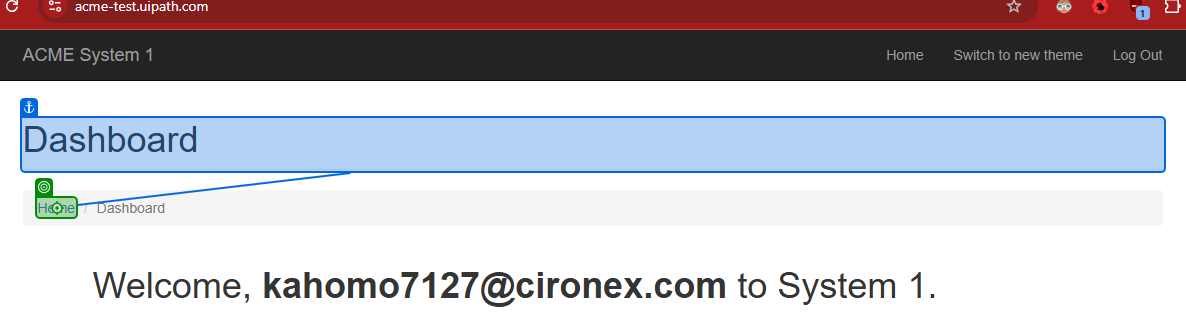 acme-test.uipath.com
1
ACME System 1 Home Switch to new theme Log Out
Dashboard
Home / Dashboard
Welcome, kahomo7127@cironex.com to System 1.